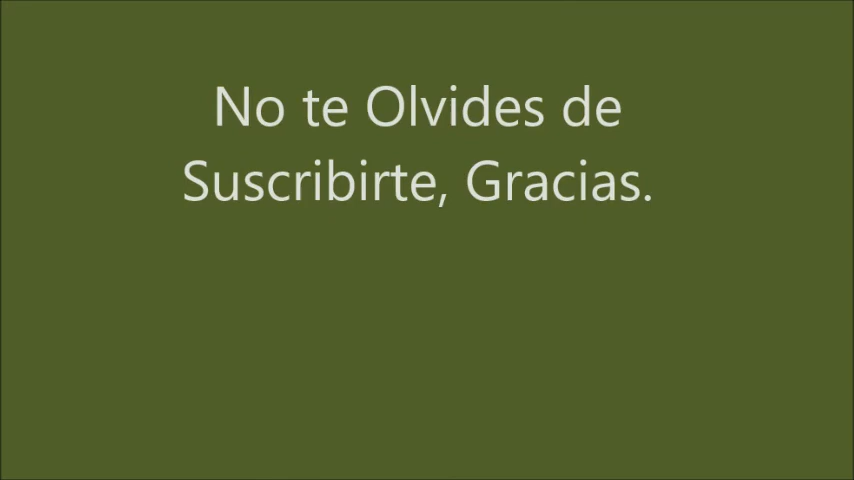 No te Olvides de
Suscribirte, Gracias.